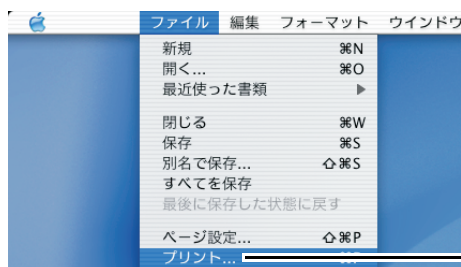 ファイル 編集 フォーマット ウインドウ
新規 ⌘N
開く... ⌘O
最近使った書類 ▶
閉じる ⌘W
保存 ⌘S
別名で保存... ⇧⌘S
すべてを保存
最後に保存した状態に戻す
ページ設定... ⇧⌘P
プリント...